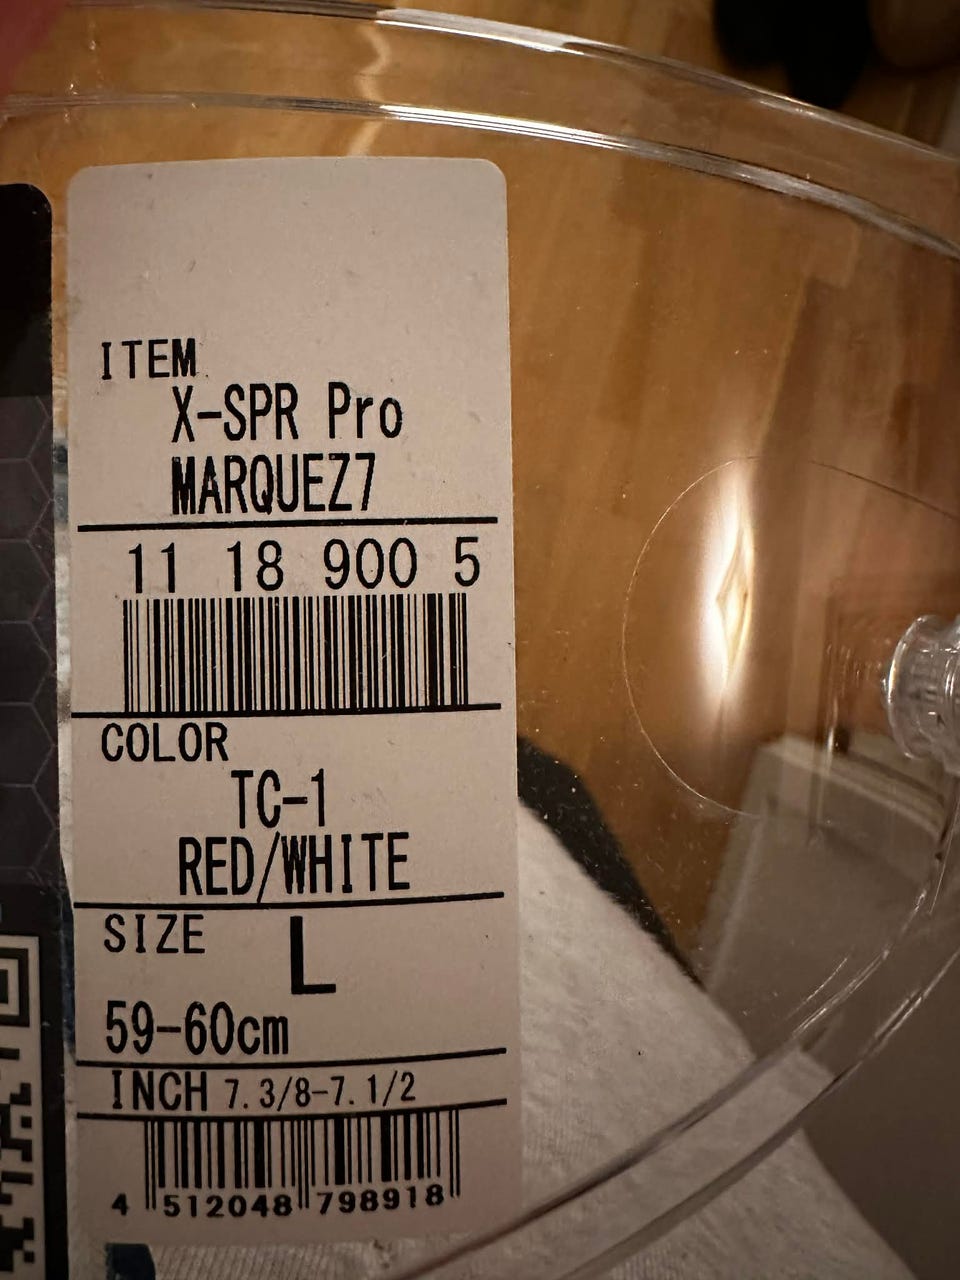 ITEM
X-SPR Pro
MARQUEZ7
11 18 900 5
COLOR
TC-1
RED/WHITE
SIZE L
59-60cm
INCH 7.3/8-7.1/2
4 512048 798918